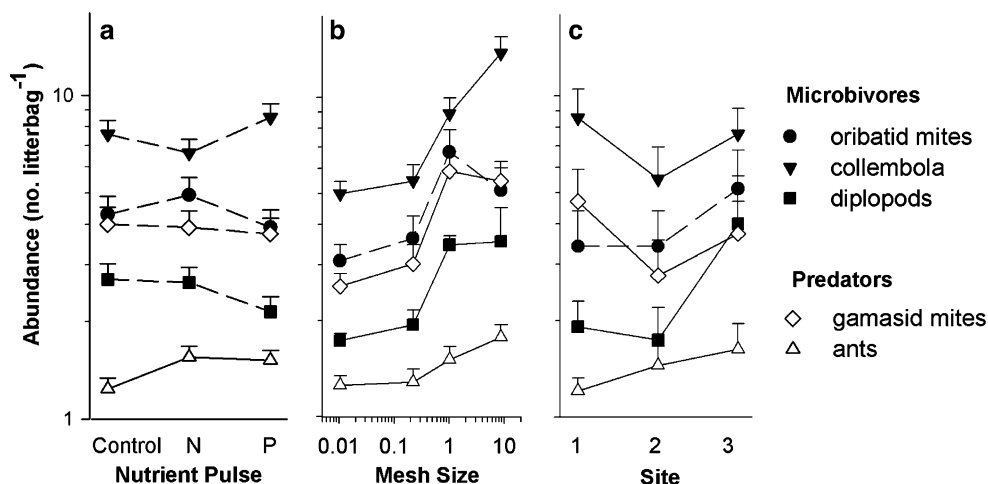 a
b
c
Abundance (no. litterbag-1)
10
1
Control N P
Nutrient Pulse
0.01 0.1 1 10
Mesh Size
1 2 3
Site
Microbivores
oribatid mites
collembola
diplopods
Predators
gamasid mites
ants